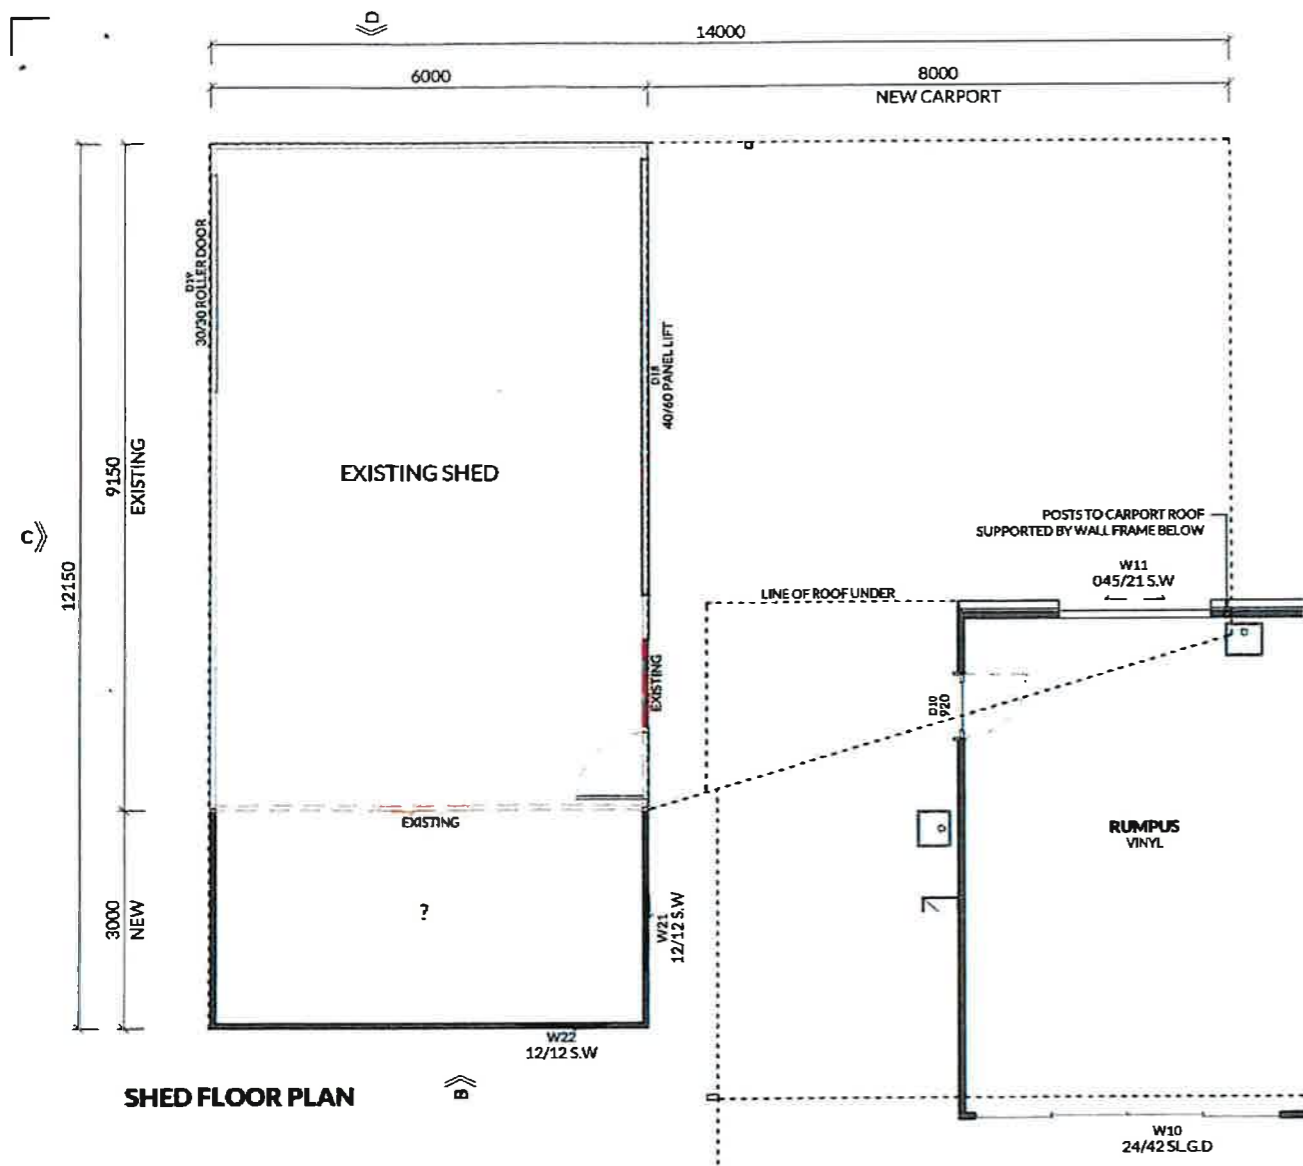 D
14000
6000
8000
NEW CARPORT
D19
30/30 ROLLER DOOR
D18
40/60 PANEL LIFT
9150
EXISTING
EXISTING SHED
C
12150
POSTS TO CARPORT ROOF
SUPPORTED BY WALL FRAME BELOW
W11
045/21 S.W
LINE OF ROOF UNDER
EXISTING
D10
920
EXISTING
RUMPUS
VINYL
3000
NEW
?
W21
12/12 S.W
W22
12/12 S.W
SHED FLOOR PLAN
B
W10
24/42 SL.G.D